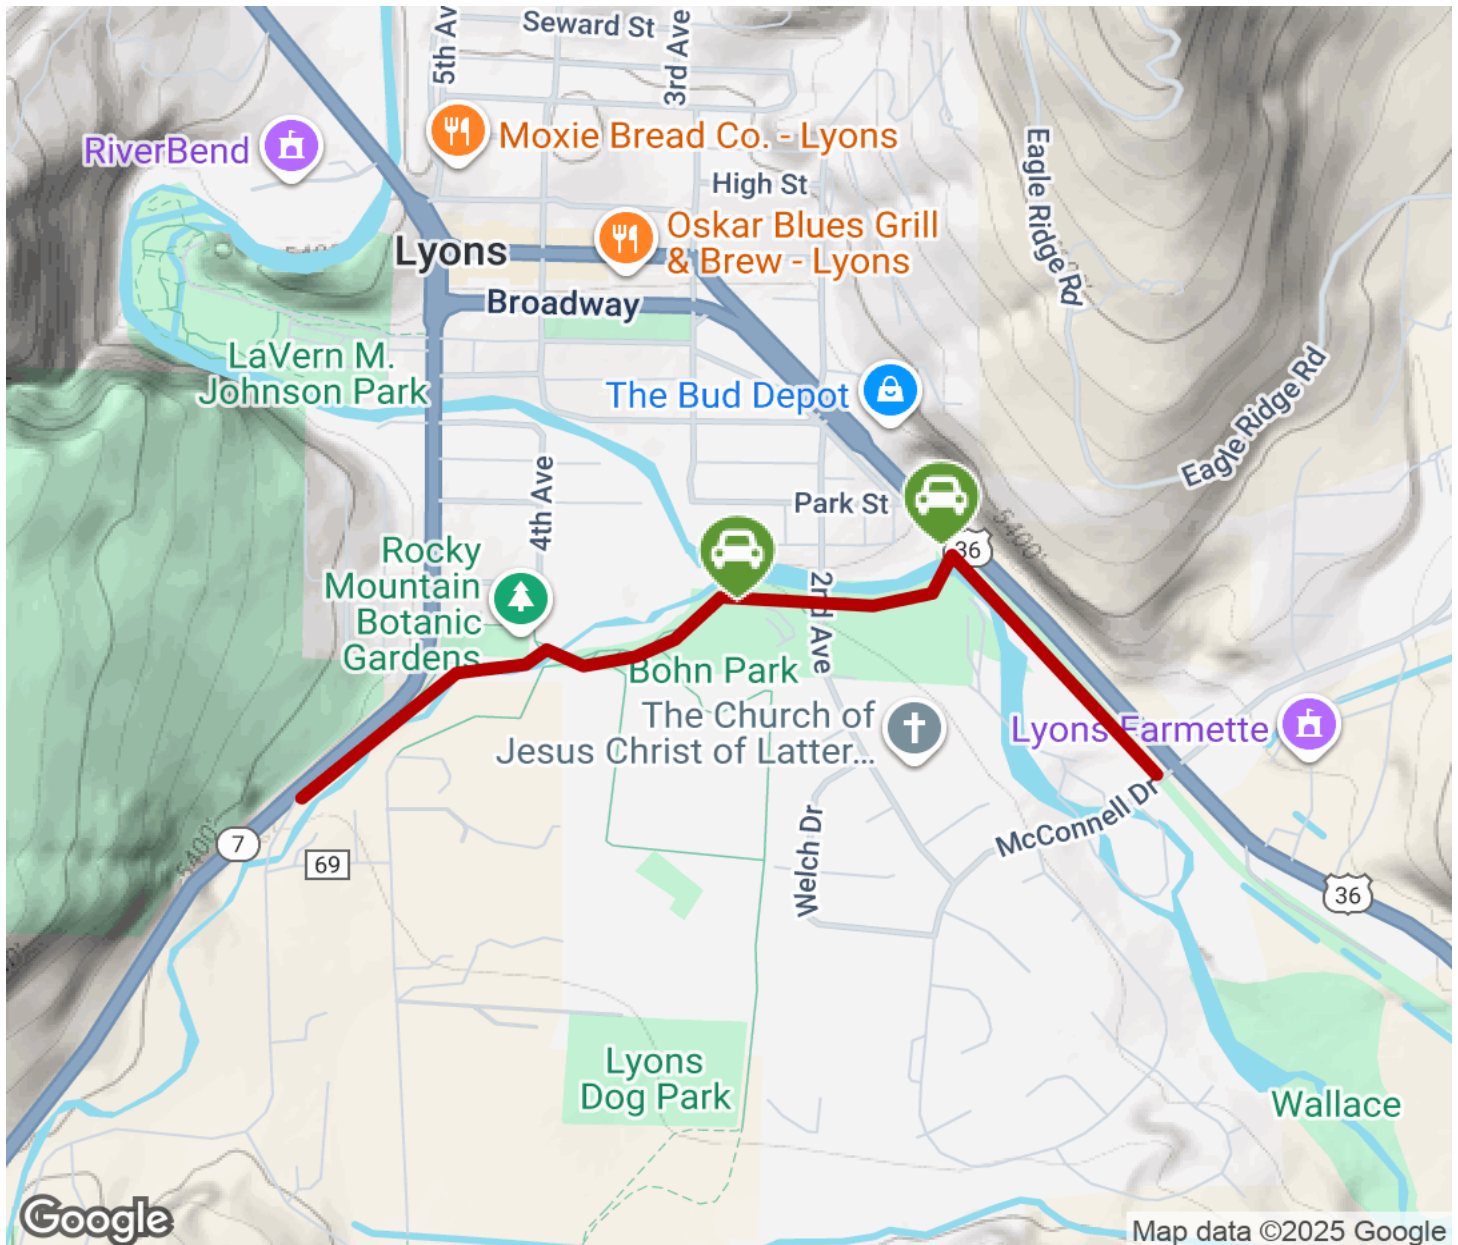 Seward St
5th Av
3rd Ave
RiverBend
Moxie Bread Co. - Lyons
High St
Eagle Ridge Rd
Oskar Blues Grill
& Brew - Lyons
Lyons
5400'
Broadway
LaVern M.
Johnson Park
The Bud Depot
Eagle Ridge Rd
Park St
4th Ave
5400'
36
Rocky
Mountain
Botanic
Gardens
2nd Ave
Bohn Park
The Church of
Jesus Christ of Latter...
Lyons Farmette
McConnell Dr
Welch Dr
7
69
5400'
36
Lyons
Dog Park
Wallace
Google
Map data ©2025 Google